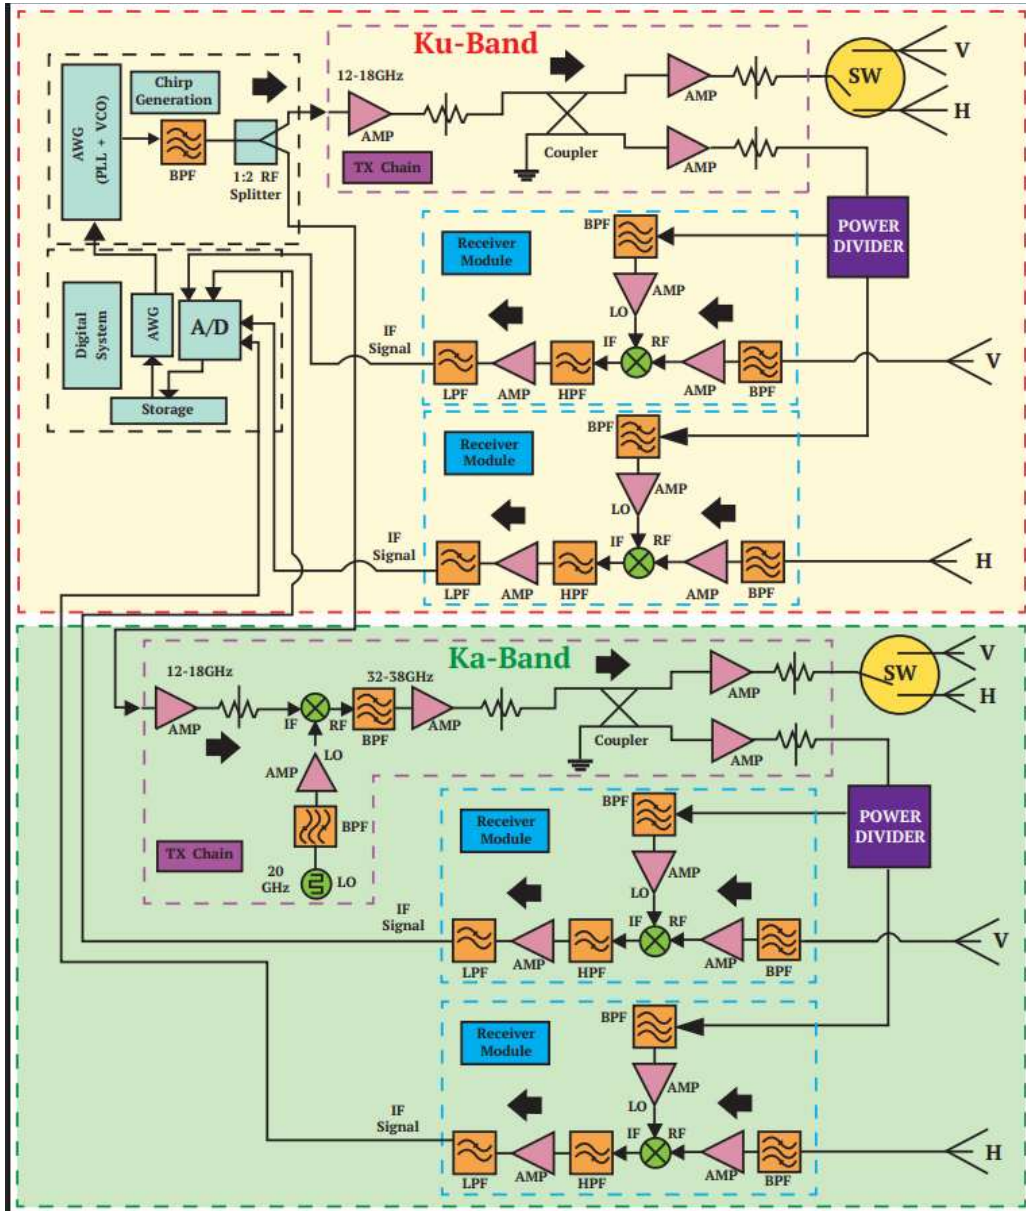 Ku-Band
V
SW
H
12-18GHz
AMP
AMP
AMP
Coupler
TX Chain
AWG
(PLL + VCO)
Chirp
Generation
BPF
1:2 RF
Splitter
POWER
DIVIDER
Digital
System
AWG
A/D
Storage
Receiver
Module
BPF
AMP
LO
IF
RF
IF
Signal
LPF
AMP
HPF
AMP
BPF
V
Receiver
Module
BPF
AMP
LO
IF
RF
IF
Signal
LPF
AMP
HPF
AMP
BPF
H
Ka-Band
V
SW
H
12-18GHz
AMP
IF
RF
LO
32-38GHz
BPF
AMP
Coupler
AMP
AMP
AMP
BPF
20
GHz
LO
TX Chain
POWER
DIVIDER
Receiver
Module
BPF
AMP
LO
IF
RF
IF
Signal
LPF
AMP
HPF
AMP
BPF
V
Receiver
Module
BPF
AMP
LO
IF
RF
IF
Signal
LPF
AMP
HPF
AMP
BPF
H